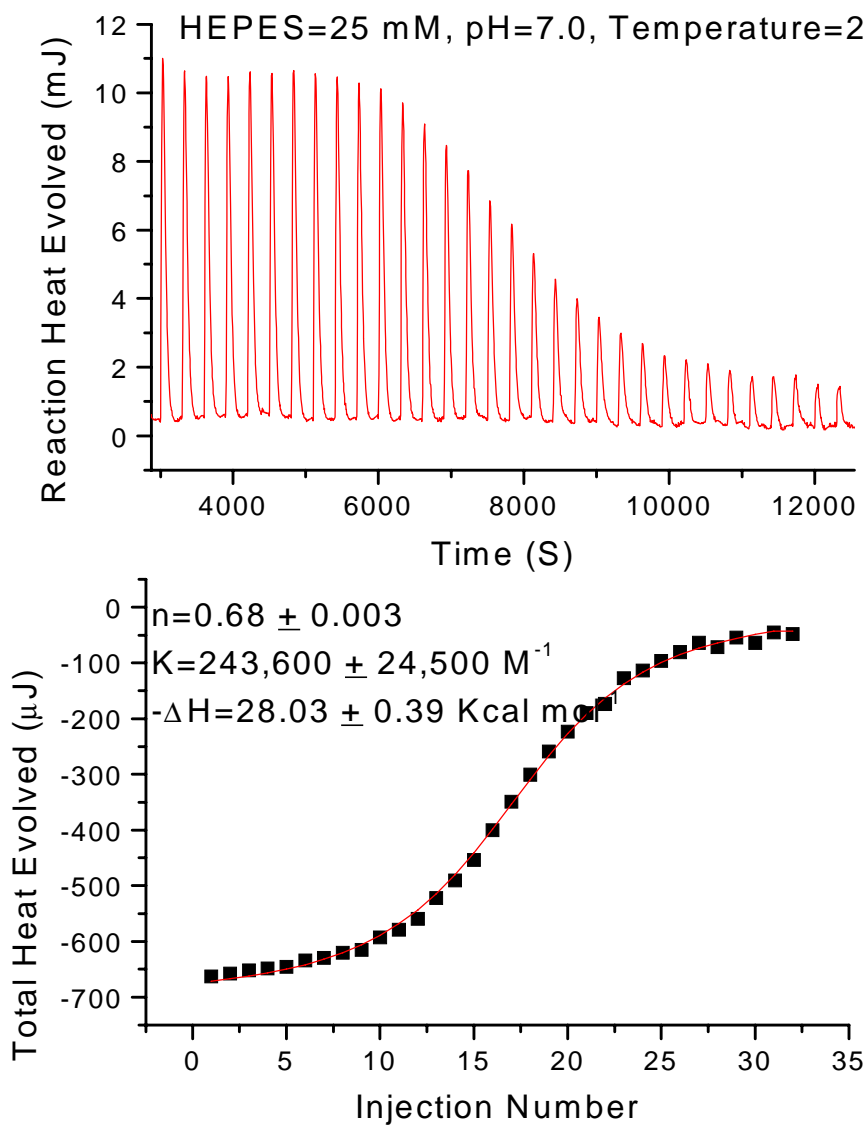 HEPES=25 mM, pH=7.0, Temperature=2
12
10
8
6
4
2
0
Reaction Heat Evolved (mJ)
4000 6000 8000 10000 12000
Time (S)
n=0.68 ± 0.003
K=243,600 ± 24,500 M⁻¹
-ΔH=28.03 ± 0.39 Kcal
0
-100
-200
-300
-400
-500
-600
-700
Total Heat Evolved (μJ)
0 5 10 15 20 25 30 35
Injection Number